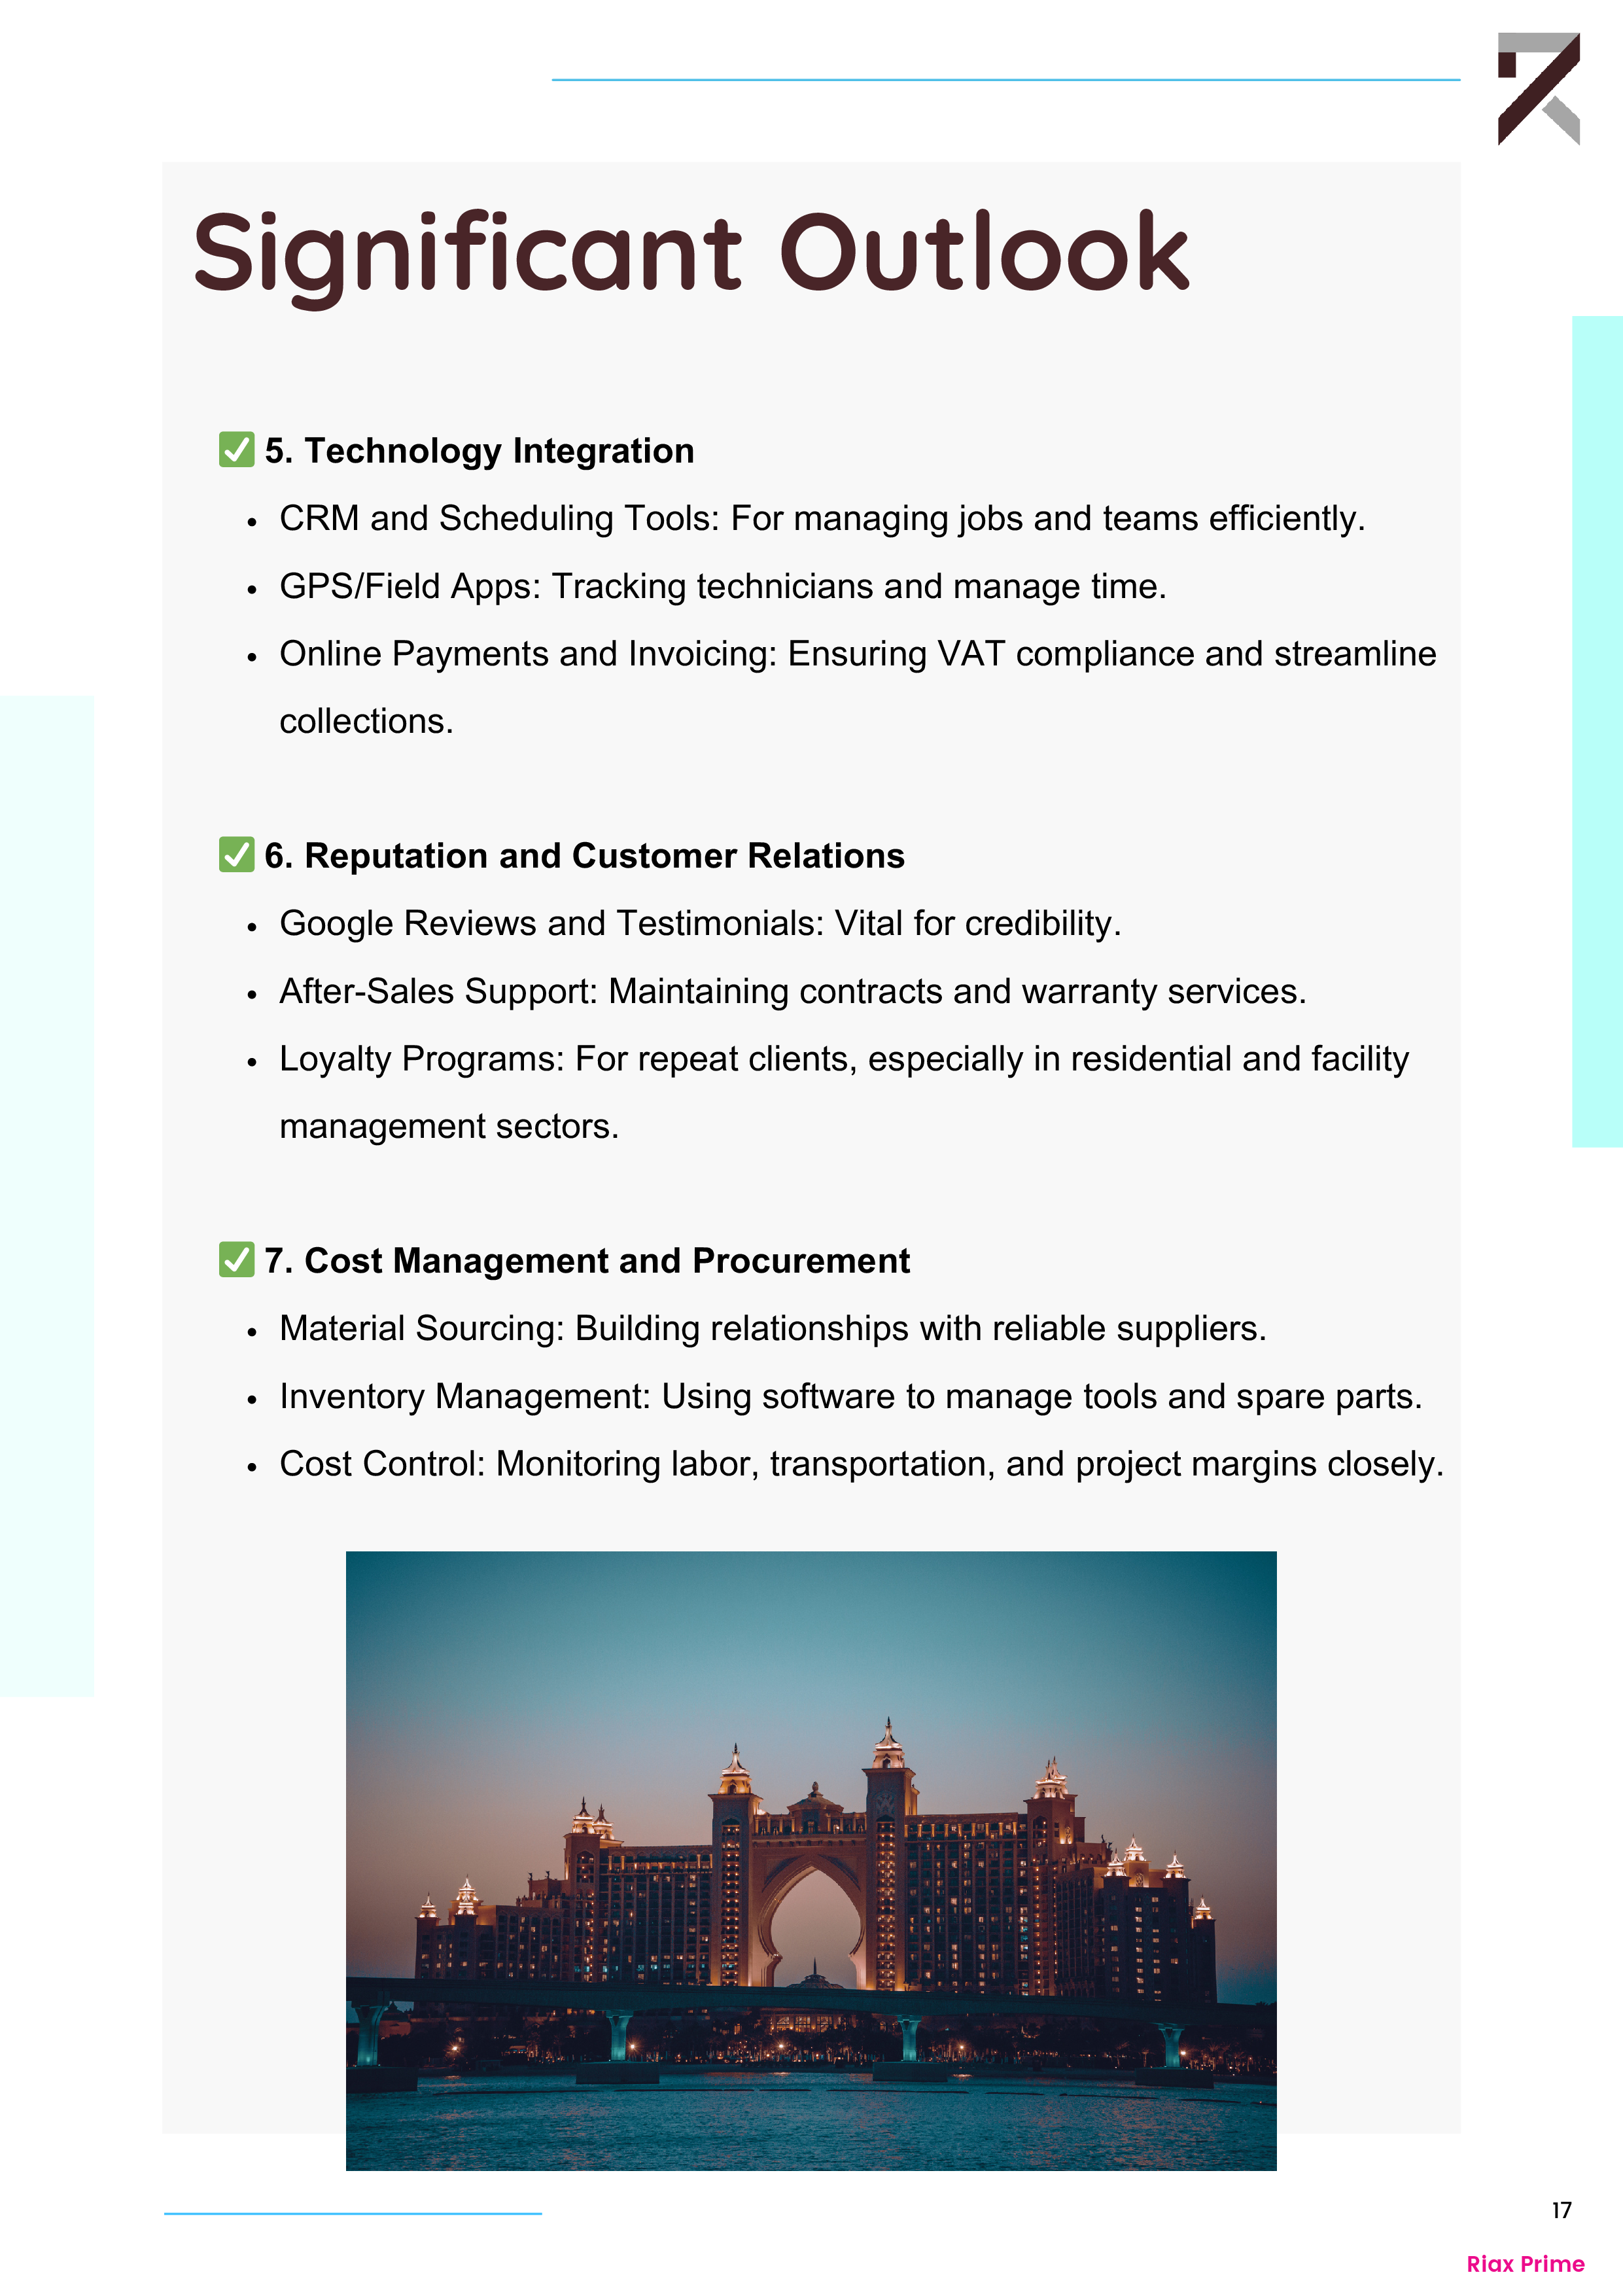 Significant Outlook
✅ 5. Technology Integration
• CRM and Scheduling Tools: For managing jobs and teams efficiently.
• GPS/Field Apps: Tracking technicians and manage time.
• Online Payments and Invoicing: Ensuring VAT compliance and streamline
collections.
✅ 6. Reputation and Customer Relations
• Google Reviews and Testimonials: Vital for credibility.
• After-Sales Support: Maintaining contracts and warranty services.
• Loyalty Programs: For repeat clients, especially in residential and facility
management sectors.
✅ 7. Cost Management and Procurement
• Material Sourcing: Building relationships with reliable suppliers.
• Inventory Management: Using software to manage tools and spare parts.
• Cost Control: Monitoring labor, transportation, and project margins closely.
17
Riax Prime